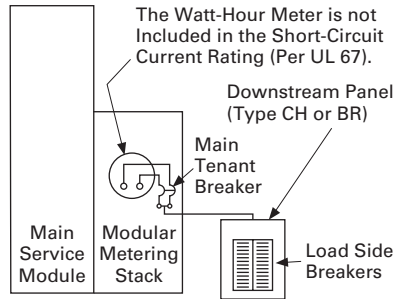 The Watt-Hour Meter is not
Included in the Short-Circuit
Current Rating (Per UL 67).
Downstream Panel
(Type CH or BR)
Main
Tenant
Breaker
Main
Service
Module
Modular
Metering
Stack
Load Side
Breakers